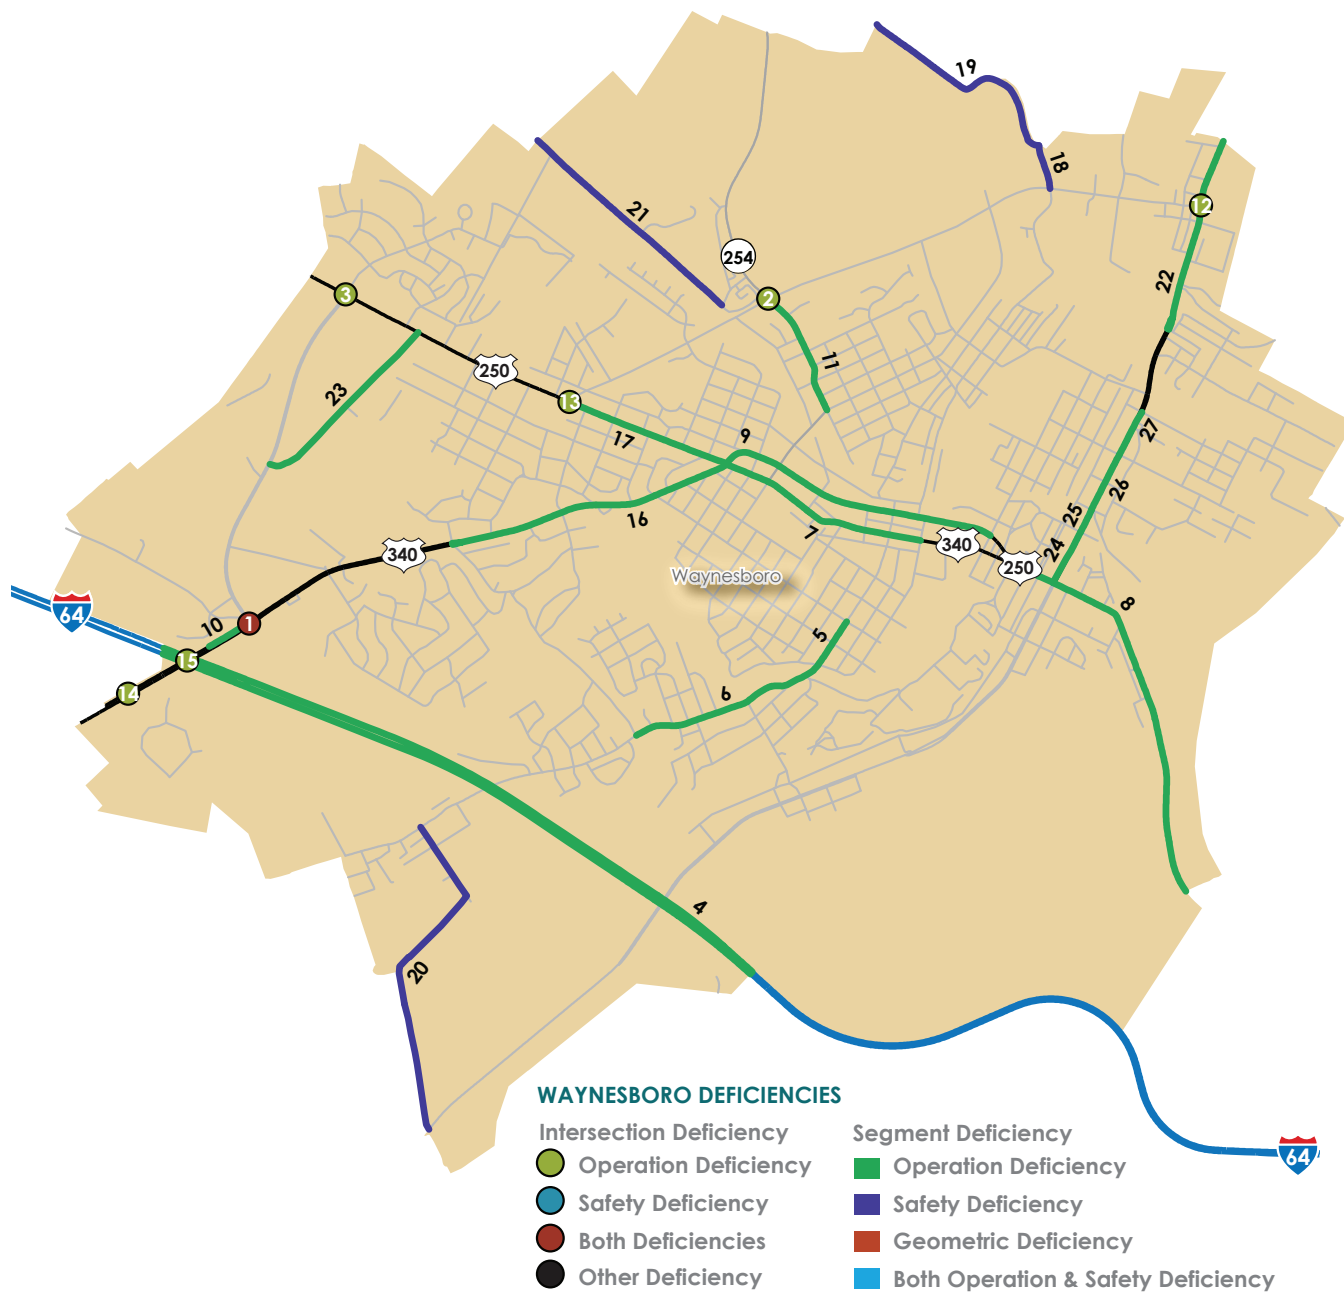 19
18
12
21
254
22
3
2
11
250
23
13
17
9
27
26
16
25
7
340
24
340
250
Waynesboro
64
8
10
1
5
15
14
6
4
20
WAYNESBORO DEFICIENCIES
Intersection Deficiency
Operation Deficiency
Safety Deficiency
Both Deficiencies
Other Deficiency
Segment Deficiency
Operation Deficiency
Safety Deficiency
Geometric Deficiency
Both Operation & Safety Deficiency
64